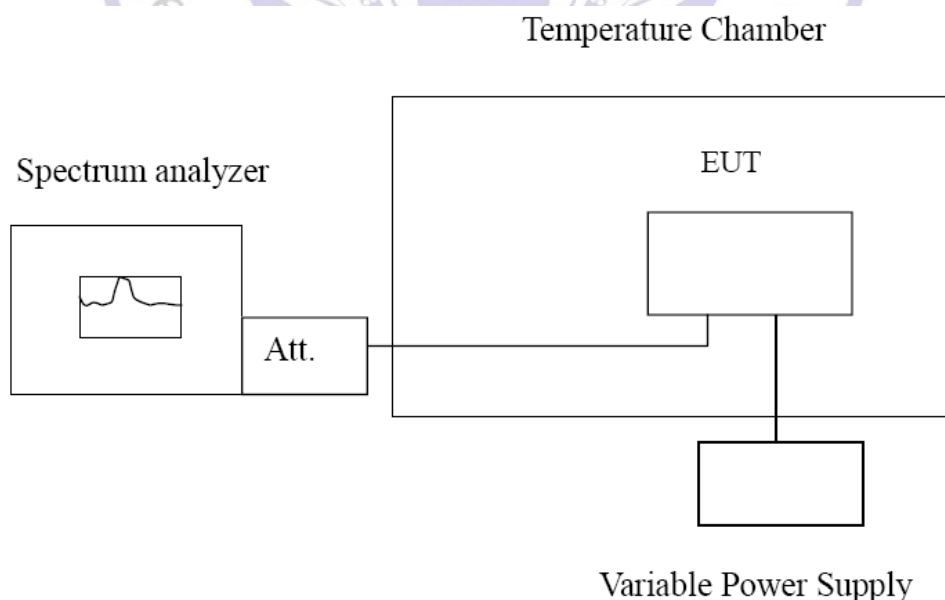 Temperature Chamber
EUT
Spectrum analyzer
Att.
Variable Power Supply